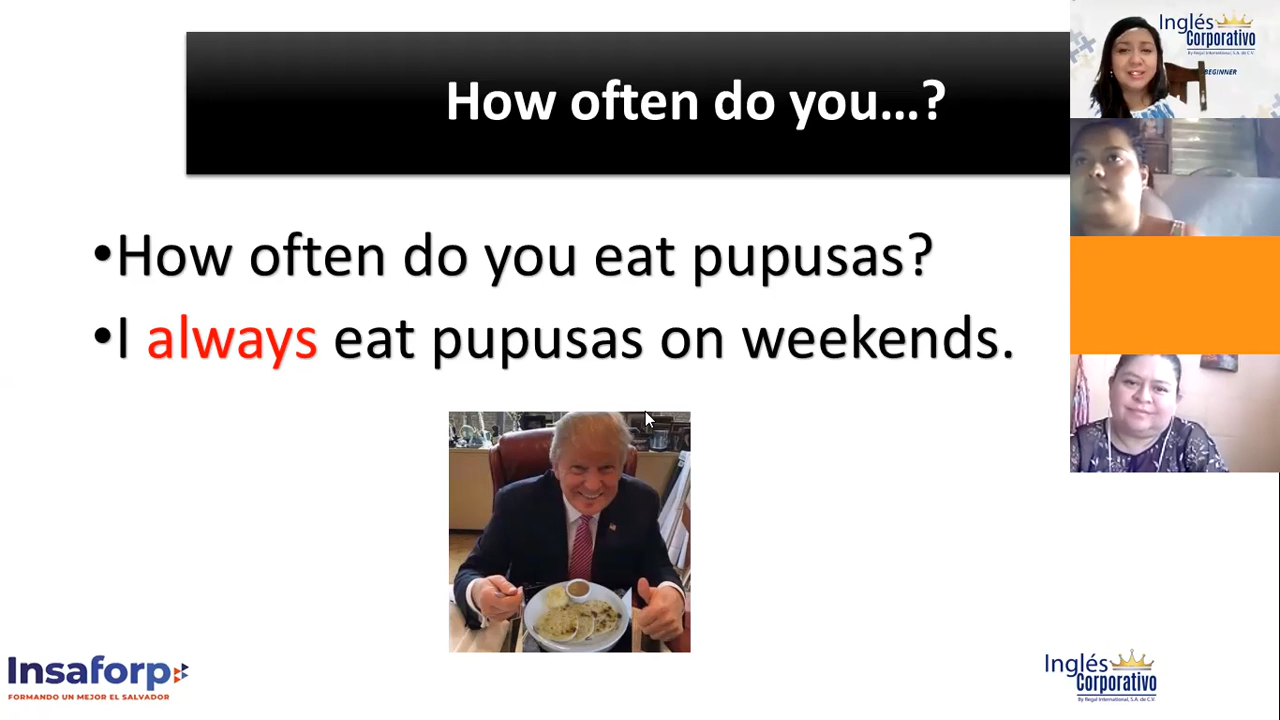 How often do you...?
•How often do you eat pupusas?
•I always eat pupusas on weekends.
Insaforp
FORMANDO UN MEJOR EL SALVADOR
Inglés
Corporativo
By Regal International, S.A. de C.V.
Inglés
Corporativo
By Regal International, S.A. de C.V.
BEGINNER